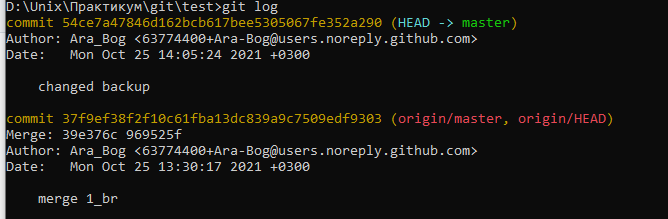 D:\Unix\Практикум\git\test>git log
commit 54ce7a47846d162bcb617bee5305067fe352a290 (HEAD -> master)
Author: Ara_Bog <63774400+Ara-Bog@users.noreply.github.com>
Date:   Mon Oct 25 14:05:24 2021 +0300
changed backup
commit 37f9ef38f2f10c61fba13dc839a9c7509edf9303 (origin/master, origin/HEAD)
Merge: 39e376c 969525f
Author: Ara_Bog <63774400+Ara-Bog@users.noreply.github.com>
Date:   Mon Oct 25 13:30:17 2021 +0300
merge 1_br